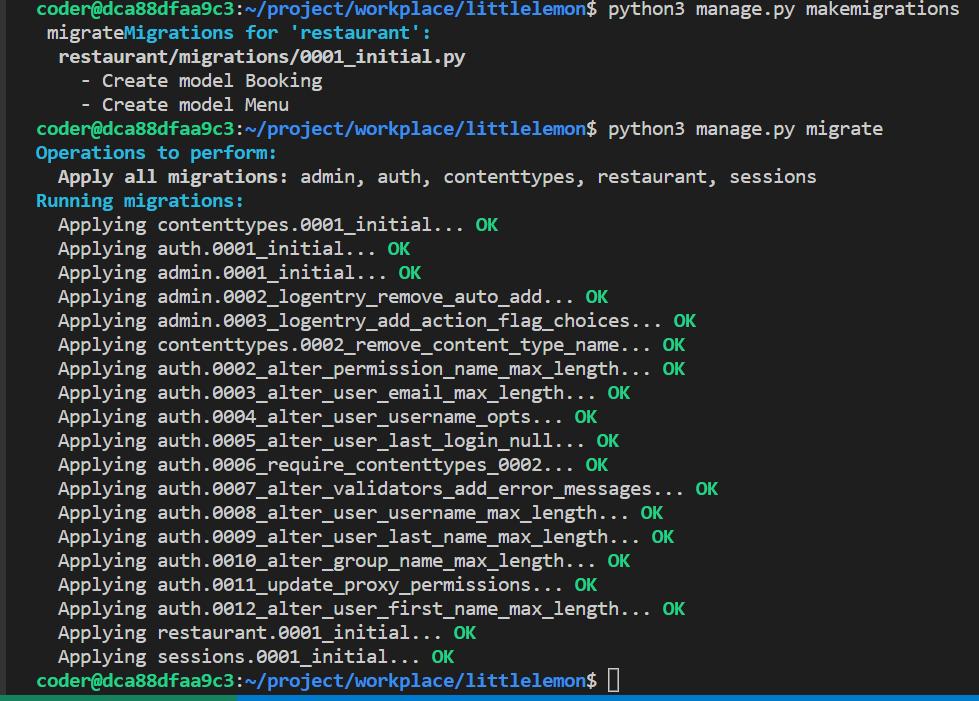 coder@dca88dfaa9c3:~/project/workplace/littlelemon$ python3 manage.py makemigrations
migrateMigrations for 'restaurant':
restaurant/migrations/0001_initial.py
- Create model Booking
- Create model Menu
coder@dca88dfaa9c3:~/project/workplace/littlelemon$ python3 manage.py migrate
Operations to perform:
Apply all migrations: admin, auth, contenttypes, restaurant, sessions
Running migrations:
Applying contenttypes.0001_initial... OK
Applying auth.0001_initial... OK
Applying admin.0001_initial... OK
Applying admin.0002_logentry_remove_auto_add... OK
Applying admin.0003_logentry_add_action_flag_choices... OK
Applying contenttypes.0002_remove_content_type_name... OK
Applying auth.0002_alter_permission_name_max_length... OK
Applying auth.0003_alter_user_email_max_length... OK
Applying auth.0004_alter_user_username_opts... OK
Applying auth.0005_alter_user_last_login_null... OK
Applying auth.0006_require_contenttypes_0002... OK
Applying auth.0007_alter_validators_add_error_messages... OK
Applying auth.0008_alter_user_username_max_length... OK
Applying auth.0009_alter_user_last_name_max_length... OK
Applying auth.0010_alter_group_name_max_length... OK
Applying auth.0011_update_proxy_permissions... OK
Applying auth.0012_alter_user_first_name_max_length... OK
Applying restaurant.0001_initial... OK
Applying sessions.0001_initial... OK
coder@dca88dfaa9c3:~/project/workplace/littlelemon$